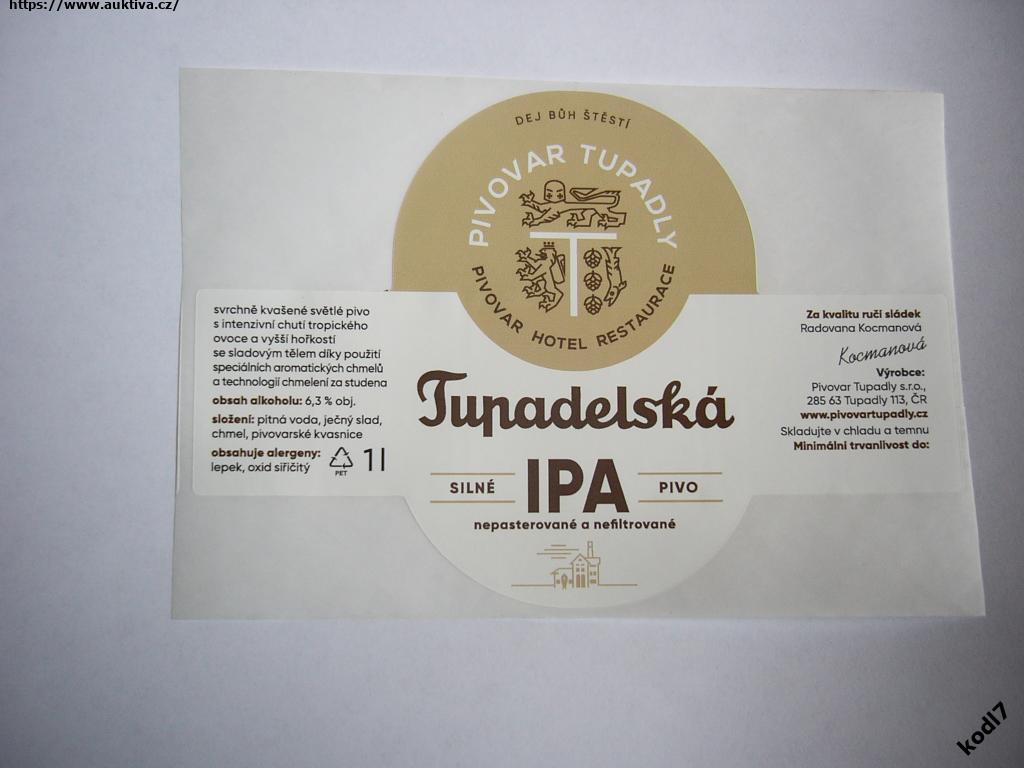 https://www.auktiva.cz/
DEJ BŮH ŠTĚSTÍ
PIVOVAR TUPADLY
T
PIVOVAR HOTEL RESTAURACE
svrchně kvašené světlé pivo
s intenzivní chutí tropického
ovoce a vyšší hořkostí
se sladovým tělem díky použití
speciálních aromatických chmelů
a technologií chmelení za studena
obsah alkoholu: 6,3 % obj.
složení: pitná voda, ječný slad,
chmel, pivovarské kvasnice
obsahuje alergeny:
lepek, oxid siřičitý
PET
1 l
Tupadelská
SILNÉ IPA PIVO
nepasterované a nefiltrované
Za kvalitu ručí sládek
Radovana Kocmanová
Kocmanová
Výrobce:
Pivovar Tupadly s.r.o.,
285 63 Tupadly 113, ČR
www.pivovartupadly.cz
Skladujte v chladu a temnu
Minimální trvanlivost do:
kodl7